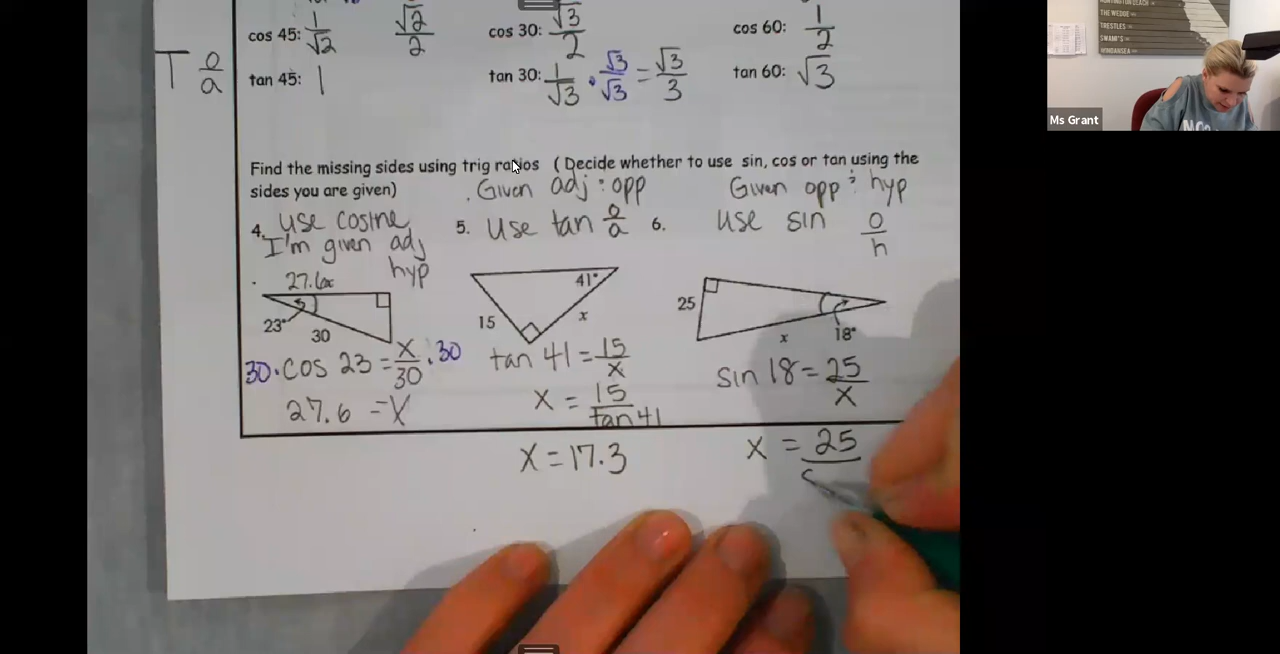 cos 45: 1/√2 √2/2
cos 30: √3/2
cos 60: 1/2
T o/a
tan 45: 1
tan 30: 1/√3 · √3/√3 = √3/3
tan 60: √3
Find the missing sides using trig ratios ( Decide whether to use sin, cos or tan using the
sides you are given)
4. use cosine
I'm given adj
hyp
27.6
23°
30
30 · cos 23 = x/30 · 30
27.6 = x
Given adj : opp
5. use tan o/a
41°
15
x
tan 41 = 15/x
x = 15/tan 41
x = 17.3
Given opp : hyp
6. use sin o/h
25
x
18°
sin 18 = 25/x
x = 25
THE WEDGE
TRESTLES
SWAMI'S
WINDANSEA
Ms Grant